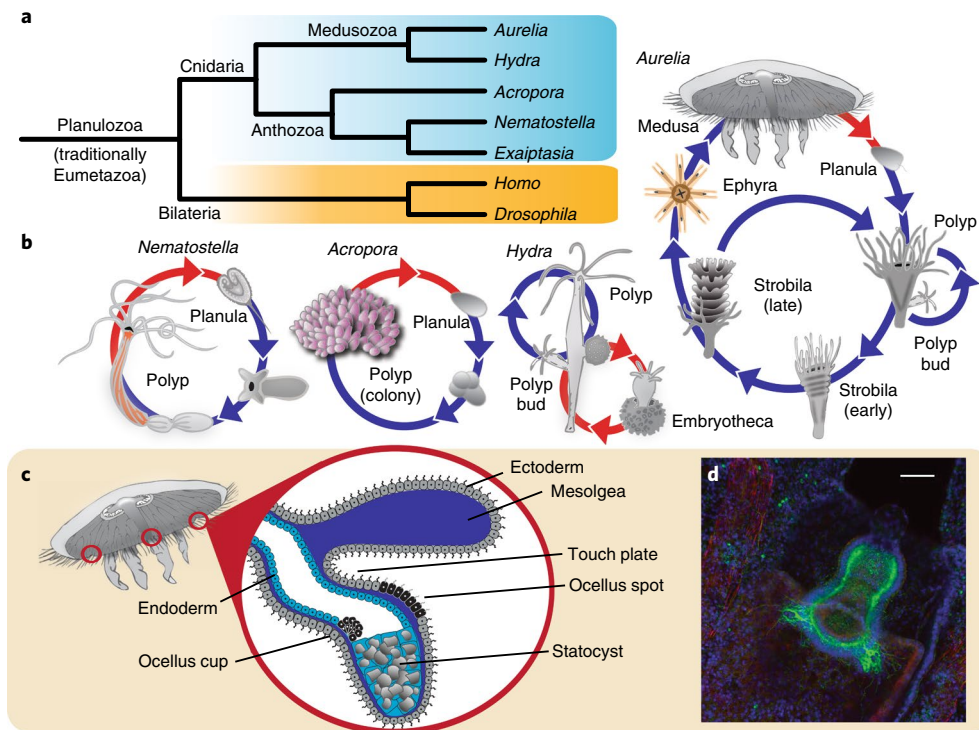 a
Medusozoa
Aurelia
Cnidaria
Hydra
Acropora
Planulozoa
(traditionally
Eumetazoa)
Anthozoa
Nematostella
Exaiptasia
Homo
Bilateria
Drosophila
Aurelia
Medusa
Planula
Ephyra
Polyp
Strobila
(late)
Polyp
bud
Strobila
(early)
b
Nematostella
Planula
Polyp
Acropora
Planula
Polyp
(colony)
Hydra
Polyp
Polyp
bud
Embryotheca
c
Ectoderm
Mesolgea
Touch plate
Ocellus spot
Endoderm
Ocellus cup
Statocyst
d